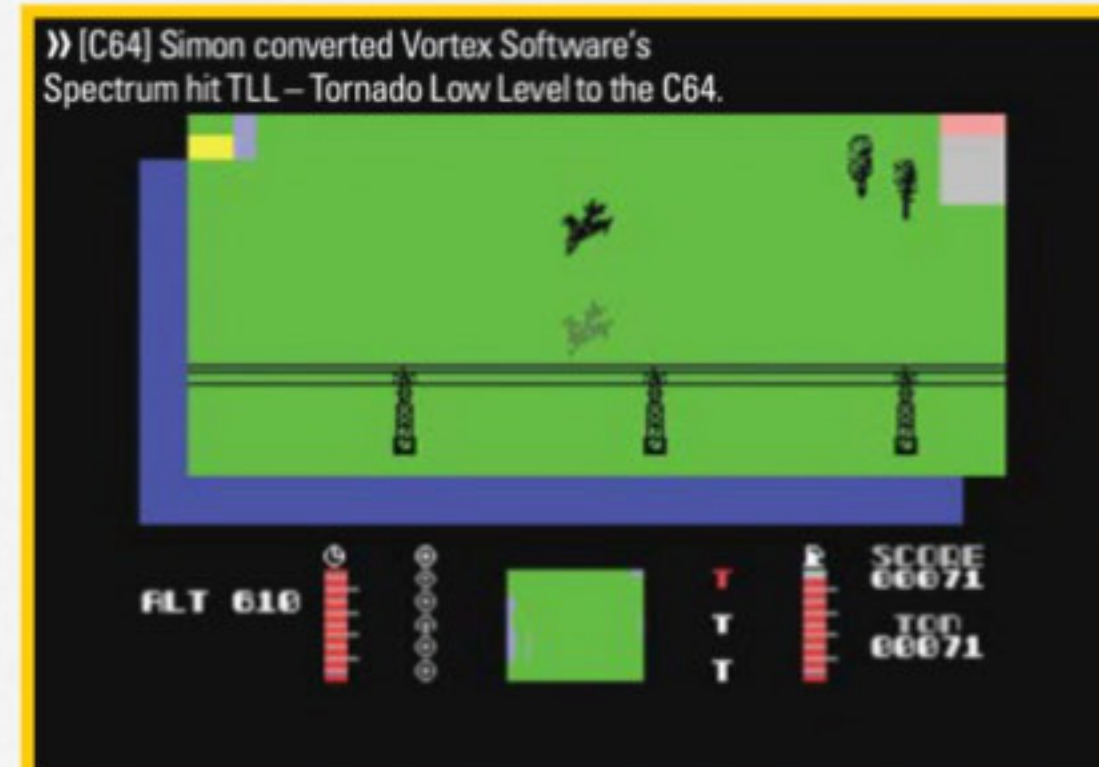 》 [C64] Simon converted Vortex Software's
Spectrum hit TLL – Tornado Low Level to the C64.
ALT 610
T
T
T
SCORE
00071
TOP
00071